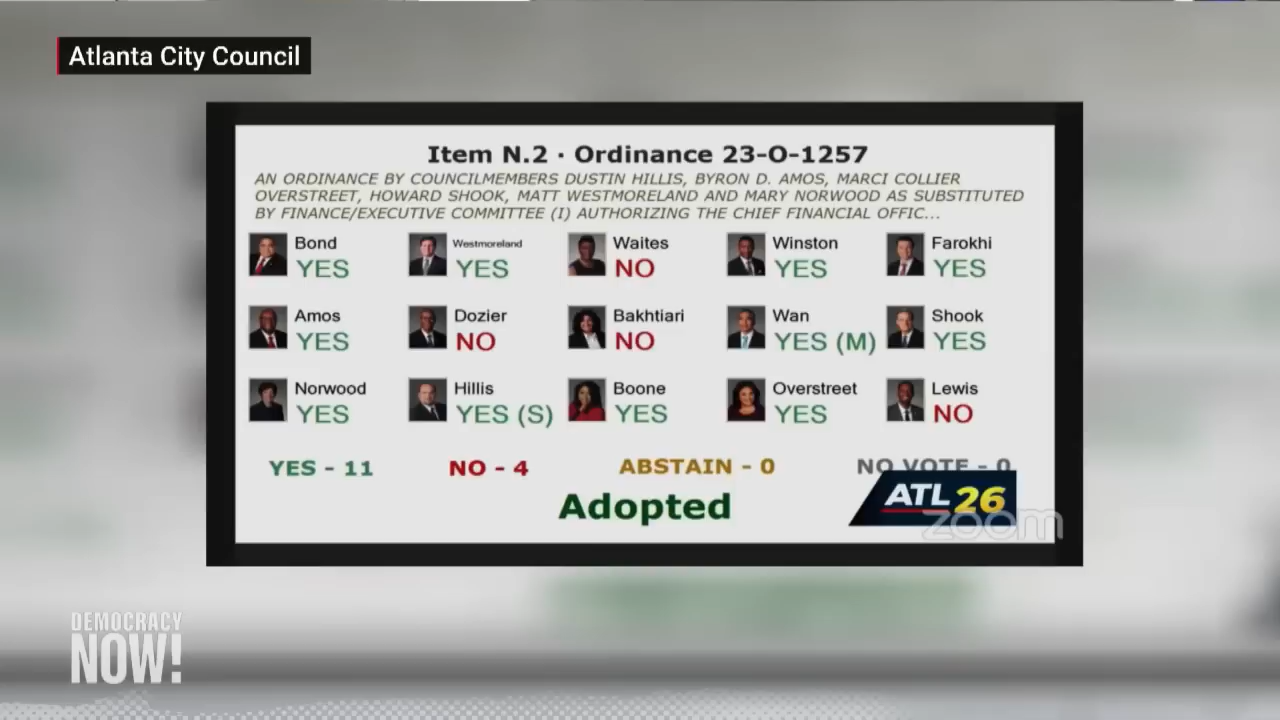 Atlanta City Council
Item N.2 · Ordinance 23-O-1257
AN ORDINANCE BY COUNCILMEMBERS DUSTIN HILLIS, BYRON D. AMOS, MARCI COLLIER
OVERSTREET, HOWARD SHOOK, MATT WESTMORELAND AND MARY NORWOOD AS SUBSTITUTED
BY FINANCE/EXECUTIVE COMMITTEE (I) AUTHORIZING THE CHIEF FINANCIAL OFFIC...
Bond Westmoreland Waites Winston Farokhi
YES YES NO YES YES
Amos Dozier Bakhtiari Wan Shook
YES NO NO YES (M) YES
Norwood Hillis Boone Overstreet Lewis
YES YES (S) YES YES NO
YES - 11 NO - 4 ABSTAIN - 0 NO VOTE - 0
Adopted
ATL 26
zoom
DEMOCRACY
NOW!